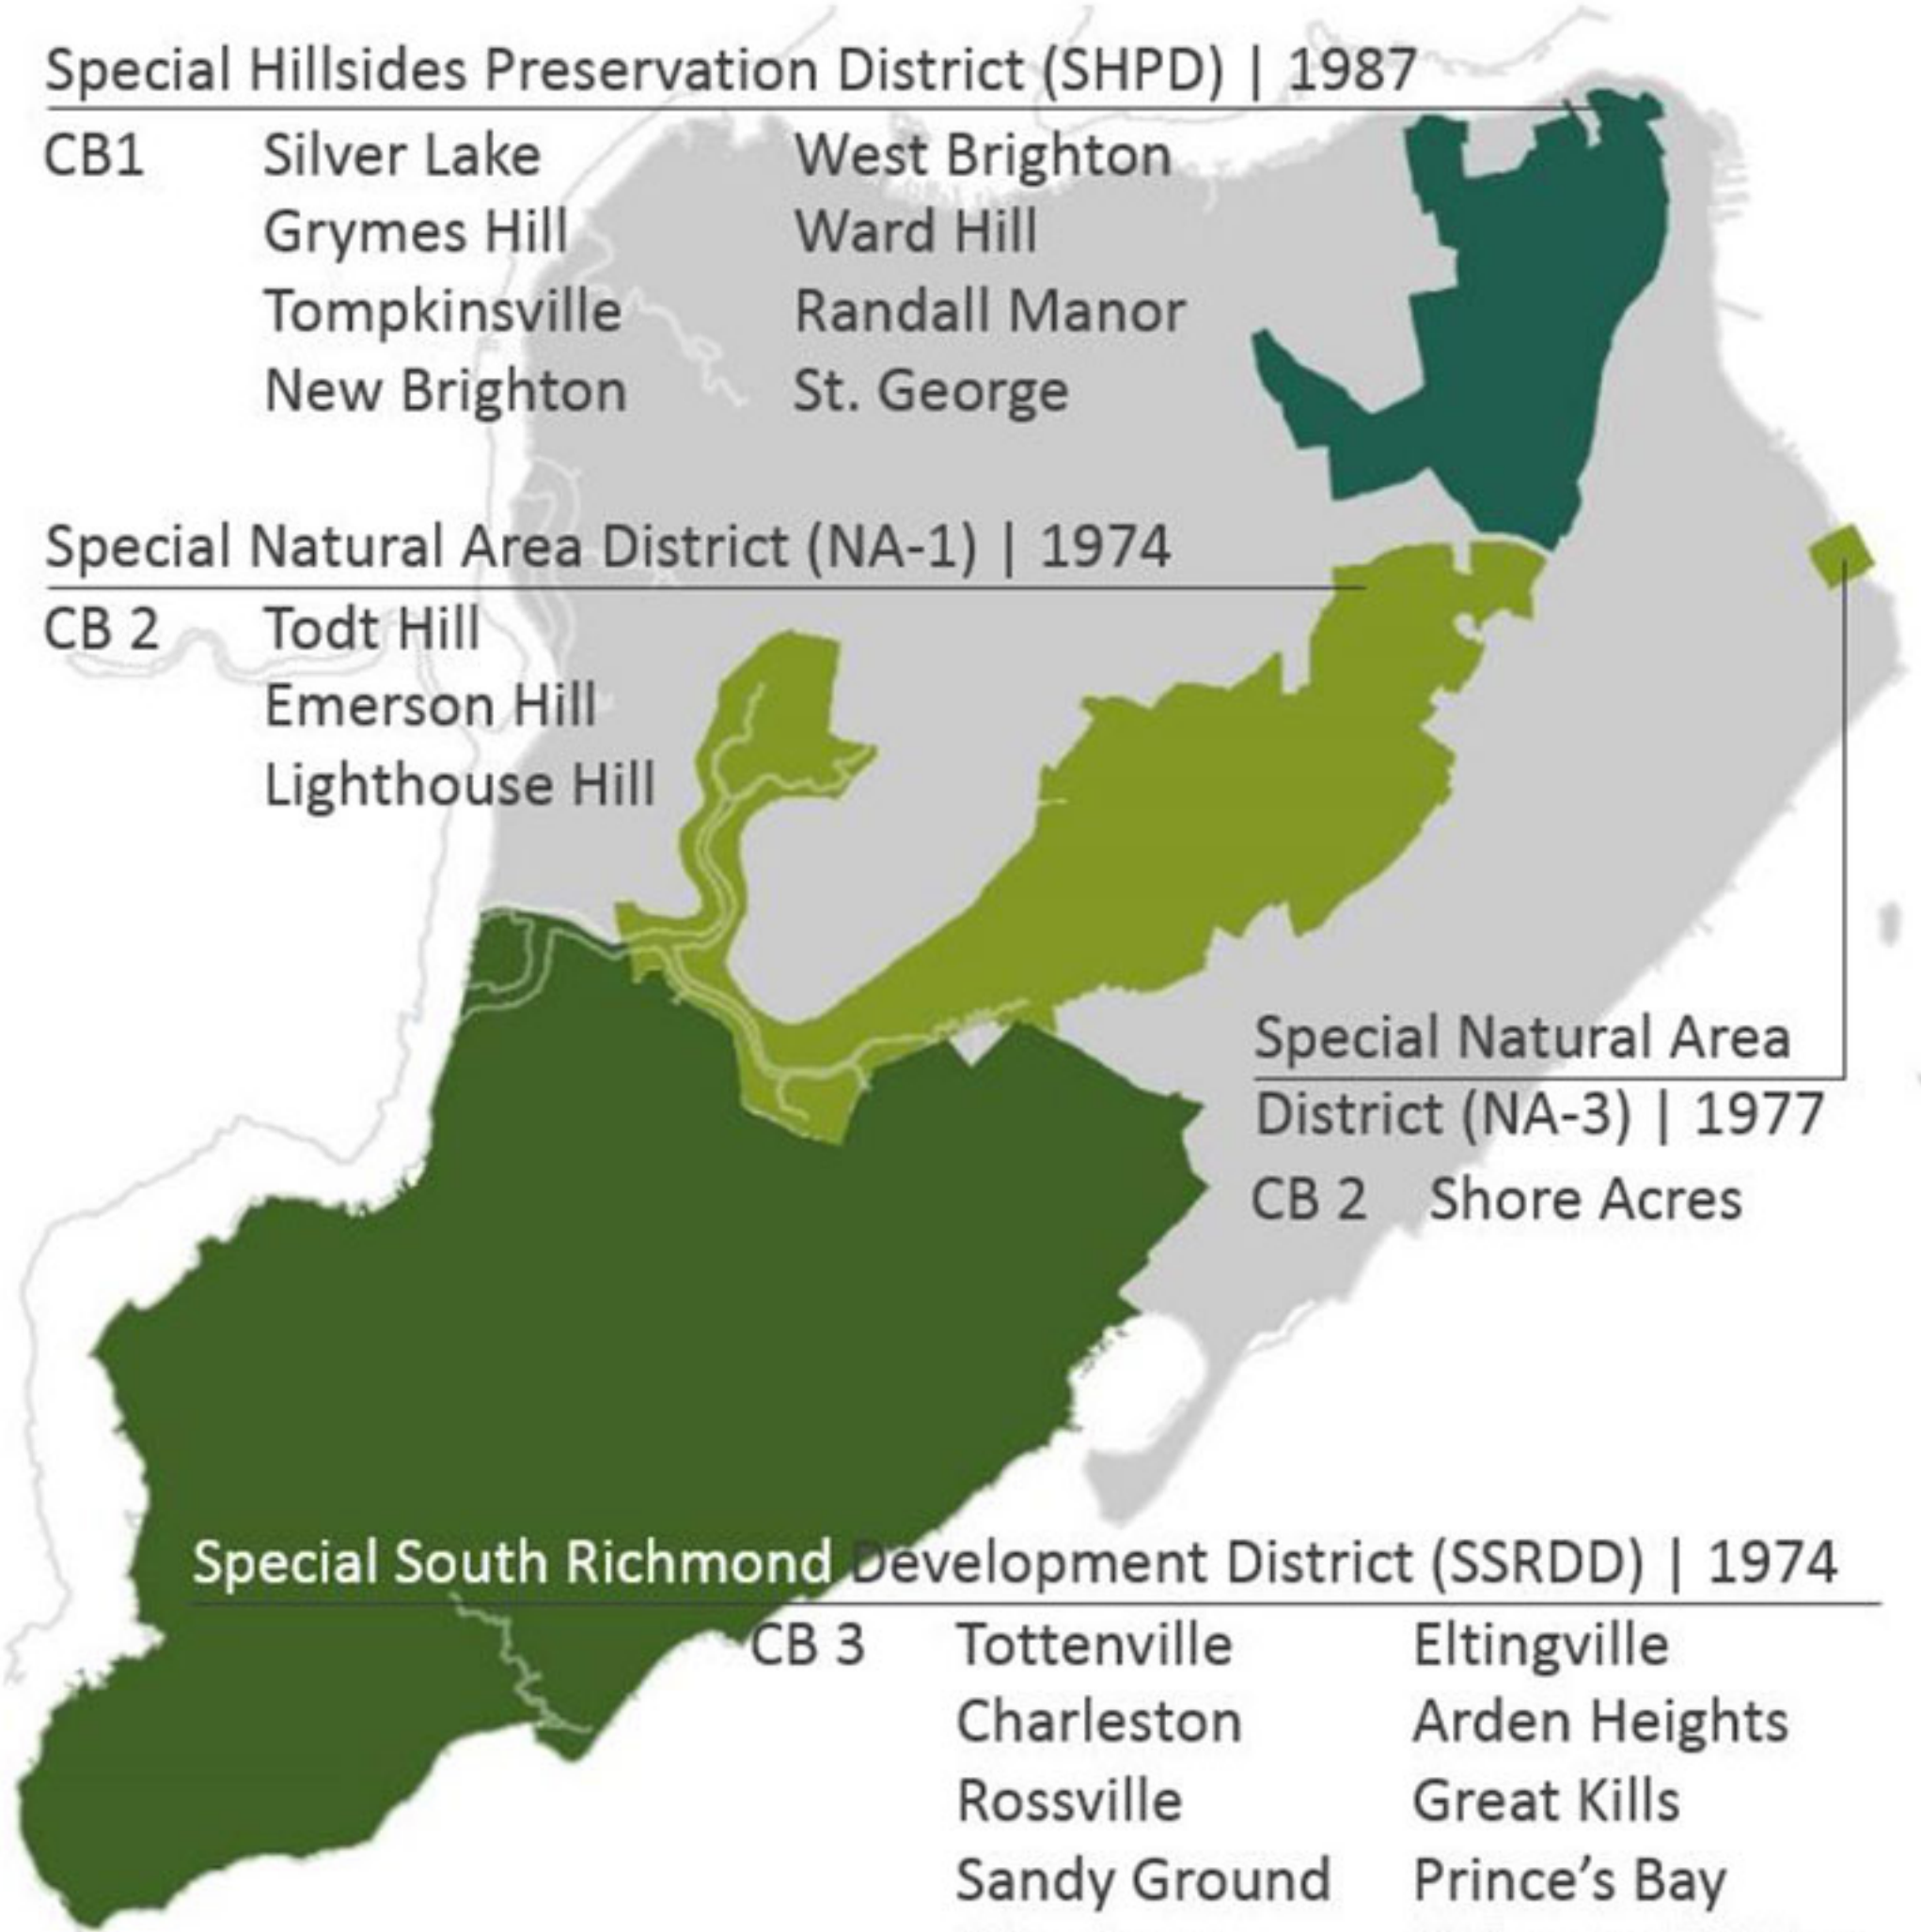 Special Hillsides Preservation District (SHPD) | 1987
CB1 Silver Lake West Brighton
Grymes Hill Ward Hill
Tompkinsville Randall Manor
New Brighton St. George
Special Natural Area District (NA-1) | 1974
CB 2 Todt Hill
Emerson Hill
Lighthouse Hill
Special Natural Area
District (NA-3) | 1977
CB 2 Shore Acres
Special South Richmond Development District (SSRDD) | 1974
CB 3 Tottenville Eltingville
Charleston Arden Heights
Rossville Great Kills
Sandy Ground Prince's Bay